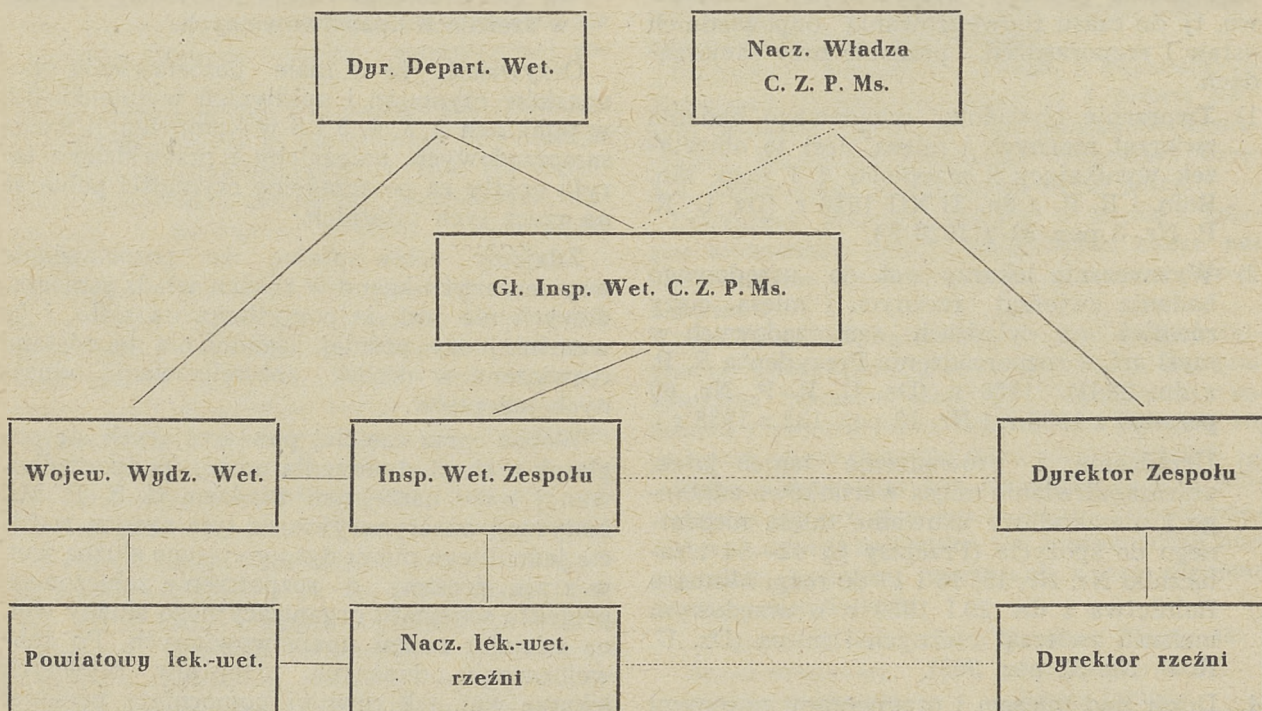 Dyr. Depart. Wet.
Nacz. Władza
C. Z. P. Ms.
Gł. Insp. Wet. C. Z. P. Ms.
Wojew. Wydz. Wet.
Insp. Wet. Zespołu
Dyrektor Zespołu
Powiatowy lek.-wet.
Nacz. lek.-wet.
rzeźni
Dyrektor rzeźni